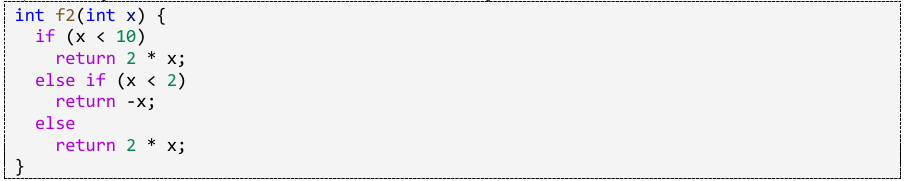 int f2(int x) {
  if (x < 10)
    return 2 * x;
  else if (x < 2)
    return -x;
  else
    return 2 * x;
}